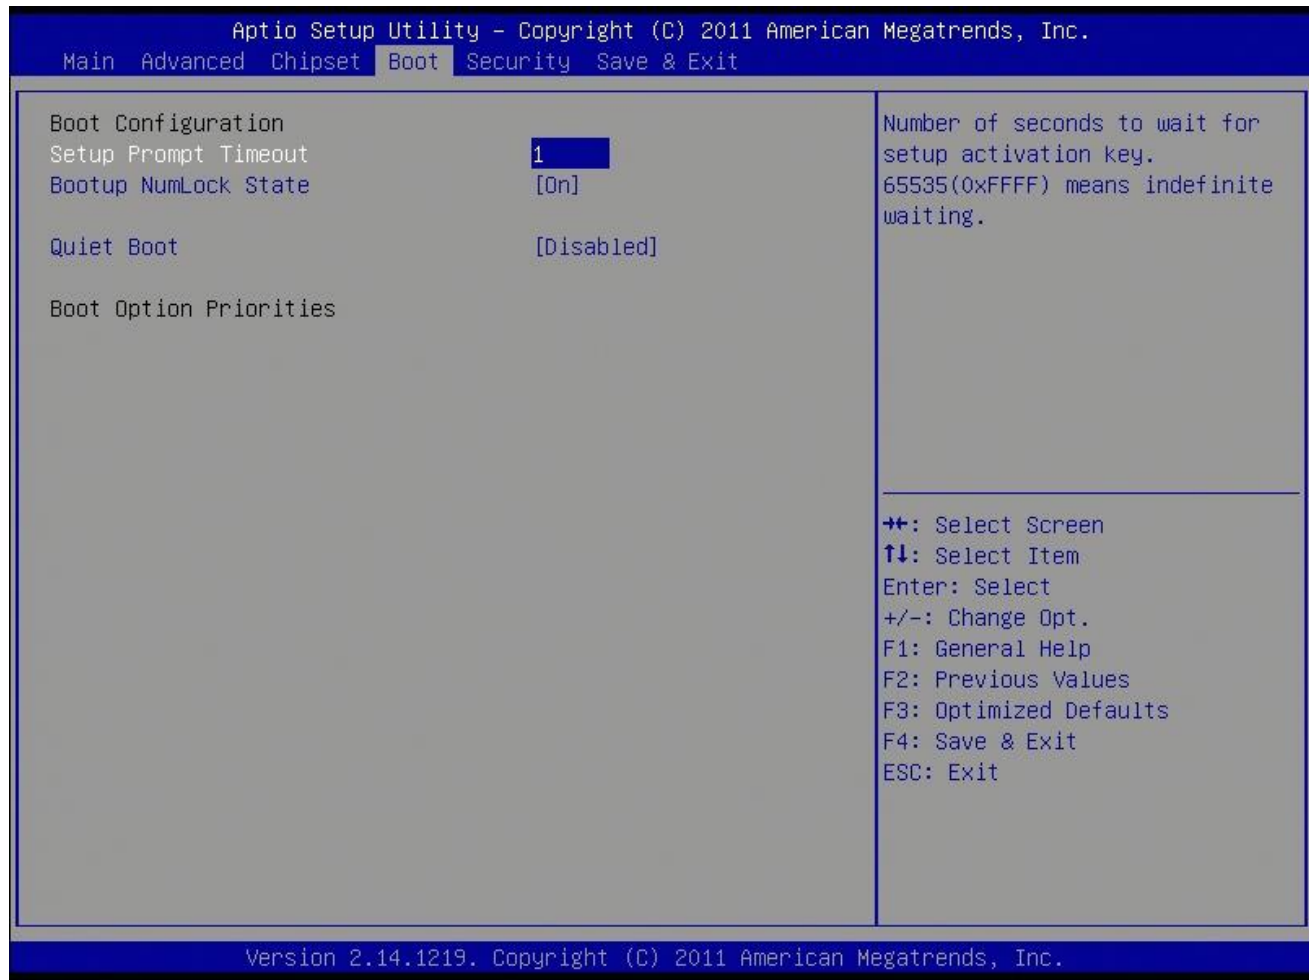 Aptio Setup Utility – Copyright (C) 2011 American Megatrends, Inc.
Main Advanced Chipset Boot Security Save & Exit
Boot Configuration
Setup Prompt Timeout 1
Bootup NumLock State [On]
Quiet Boot [Disabled]
Boot Option Priorities
Number of seconds to wait for
setup activation key.
65535(0xFFFF) means indefinite
waiting.
→←: Select Screen
↑↓: Select Item
Enter: Select
+/-: Change Opt.
F1: General Help
F2: Previous Values
F3: Optimized Defaults
F4: Save & Exit
ESC: Exit
Version 2.14.1219. Copyright (C) 2011 American Megatrends, Inc.